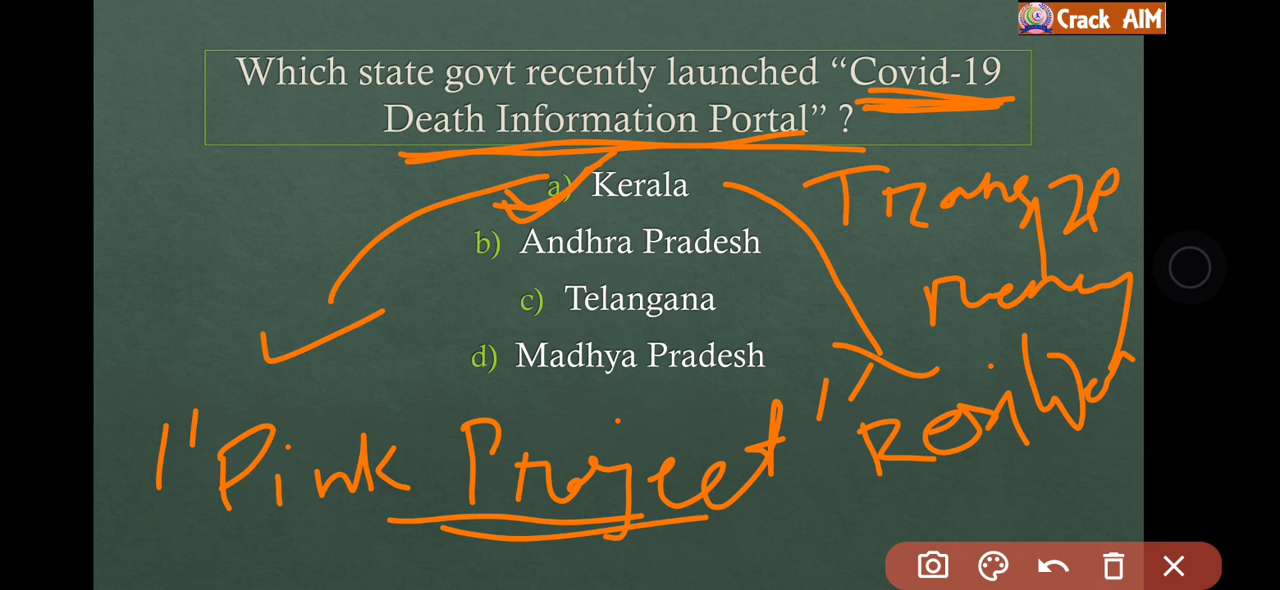 Crack AIM
Which state govt recently launched “Covid-19
Death Information Portal” ?
a) Kerala
b) Andhra Pradesh
c) Telangana
d) Madhya Pradesh
"Pink Project"